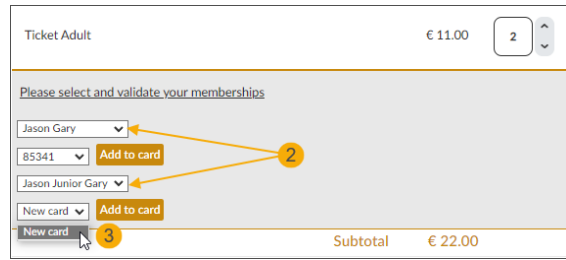 Ticket Adult € 11.00 2
Please select and validate your memberships
Jason Gary
85341 Add to card
2
Jason Junior Gary
New card Add to card
New card 3
Subtotal € 22.00